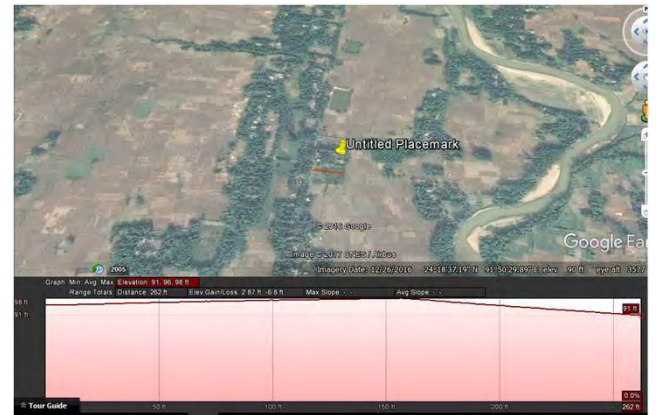 Untitled Placemark
© 2016 Google
Image © 2017 CNES / Airbus
Google Ear
2005
Imagery Date: 12/26/2016 24°18'37.19" N 91°50'29.89" E elev 90 ft eye alt 3577
Graph: Min, Avg, Max Elevation: 91, 96, 98 ft
Range Totals: Distance: 262 ft Elev Gain/Loss: 2.87 ft, -6.8 ft Max Slope: - , - Avg Slope: - , -
98 ft
91 ft
91 ft
0.0%
Tour Guide
50 ft 100 ft 150 ft 200 ft 262 ft